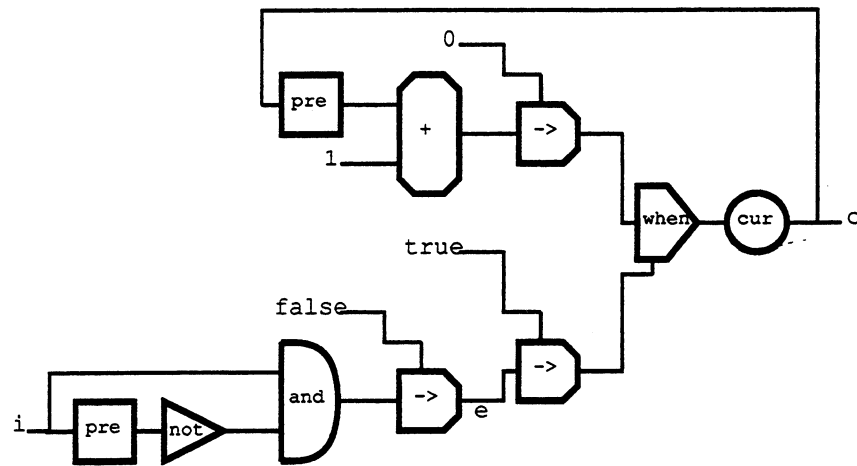 0
pre
+
->
1
when
cur
c
true
false
->
and
->
e
i
pre
not